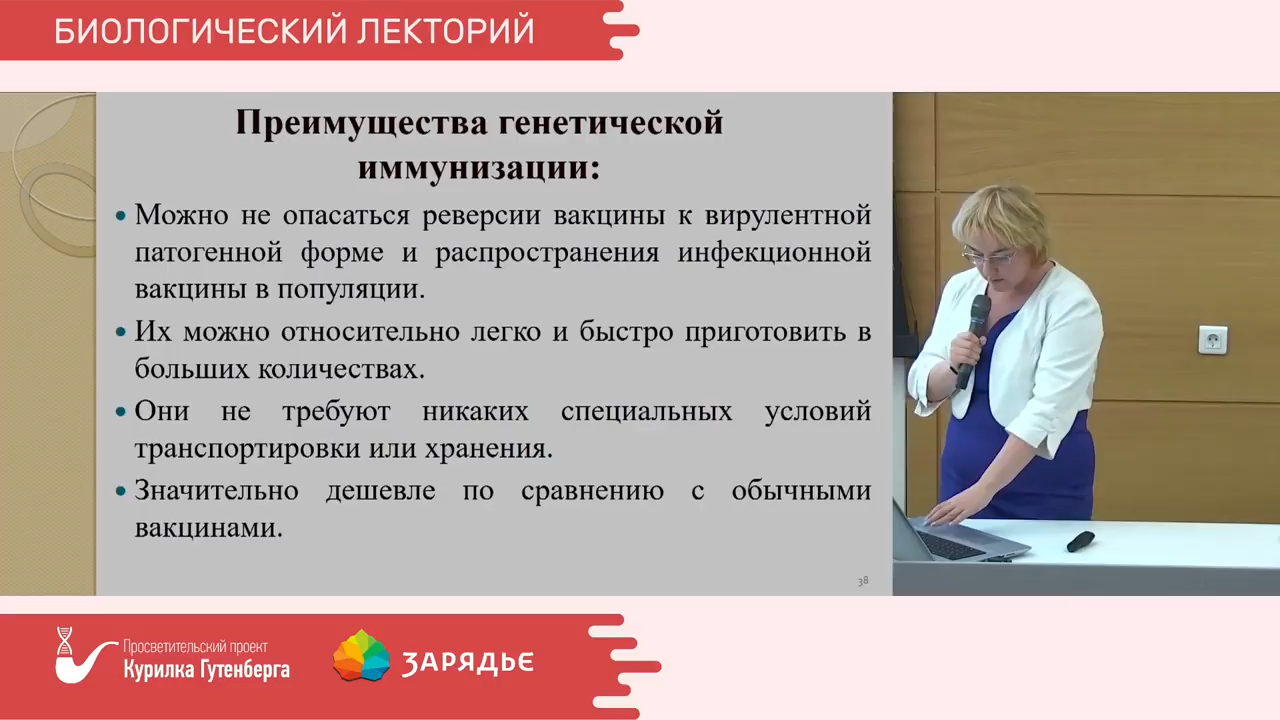 БИОЛОГИЧЕСКИЙ ЛЕКТОРИЙ
Преимущества генетической
иммунизации:
• Можно не опасаться реверсии вакцины к вирулентной
патогенной форме и распространения инфекционной
вакцины в популяции.
• Их можно относительно легко и быстро приготовить в
больших количествах.
• Они не требуют никаких специальных условий
транспортировки или хранения.
• Значительно дешевле по сравнению с обычными
вакцинами.
38
Просветительский проект
Курилка Гутенберга
ЗАРЯДЬЕ